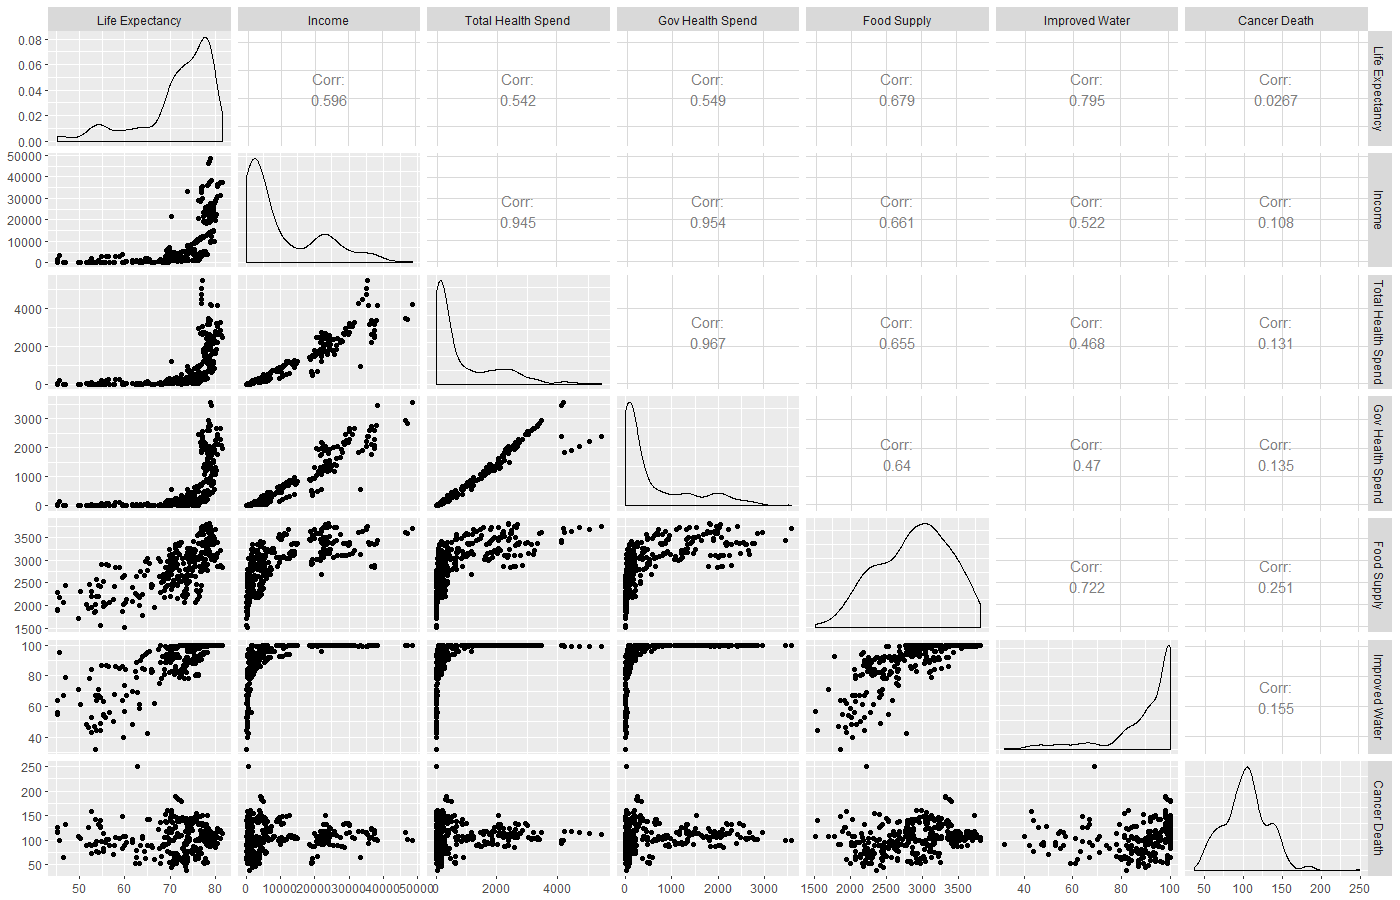 Life Expectancy
Income
Total Health Spend
Gov Health Spend
Food Supply
Improved Water
Cancer Death
0.08
0.06
0.04
0.02
0.00
Corr:
0.596
Corr:
0.542
Corr:
0.549
Corr:
0.679
Corr:
0.795
Corr:
0.0267
Life Expectancy
50000
40000
30000
20000
10000
0
Corr:
0.945
Corr:
0.954
Corr:
0.661
Corr:
0.522
Corr:
0.108
Income
4000
2000
0
Corr:
0.967
Corr:
0.655
Corr:
0.468
Corr:
0.131
Total Health Spend
3000
2000
1000
0
Corr:
0.64
Corr:
0.47
Corr:
0.135
Gov Health Spend
3500
3000
2500
2000
1500
Corr:
0.722
Corr:
0.251
Food Supply
100
80
60
40
Corr:
0.155
Improved Water
250
200
150
100
50
Cancer Death
50 60 70 80
0 10000 20000 30000 40000 50000
0 2000 4000
0 1000 2000 3000
1500 2000 2500 3000 3500
40 60 80 100
50 100 150 200 250